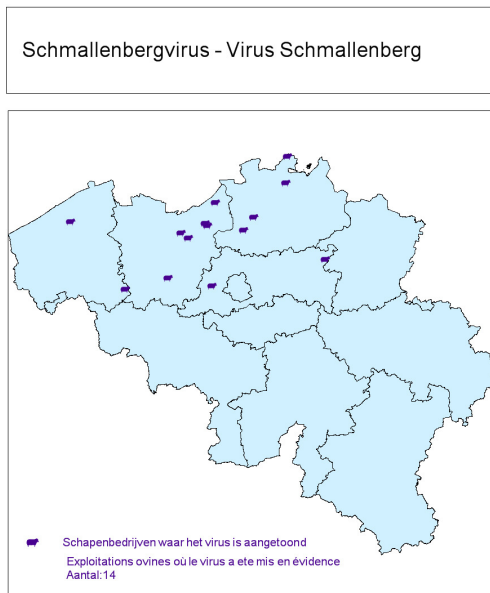 Schmallenbergvirus - Virus Schmallenberg
Schapenbedrijven waar het virus is aangetoond
Exploitations ovines où le virus a ete mis en évidence
Aantal:14